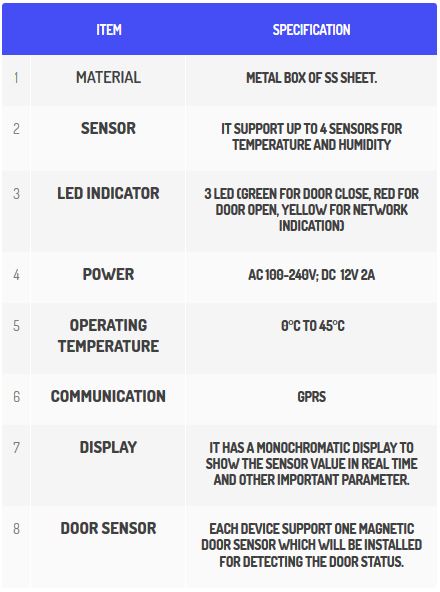 ITEM SPECIFICATION
1 MATERIAL METAL BOX OF SS SHEET.
2 SENSOR IT SUPPORT UP TO 4 SENSORS FOR
TEMPERATURE AND HUMIDITY
3 LED INDICATOR 3 LED (GREEN FOR DOOR CLOSE, RED FOR
DOOR OPEN, YELLOW FOR NETWORK
INDICATION)
4 POWER AC 100-240V; DC 12V 2A
5 OPERATING 0°C TO 45°C
TEMPERATURE
6 COMMUNICATION GPRS
7 DISPLAY IT HAS A MONOCHROMATIC DISPLAY TO
SHOW THE SENSOR VALUE IN REAL TIME
AND OTHER IMPORTANT PARAMETER.
8 DOOR SENSOR EACH DEVICE SUPPORT ONE MAGNETIC
DOOR SENSOR WHICH WILL BE INSTALLED
FOR DETECTING THE DOOR STATUS.